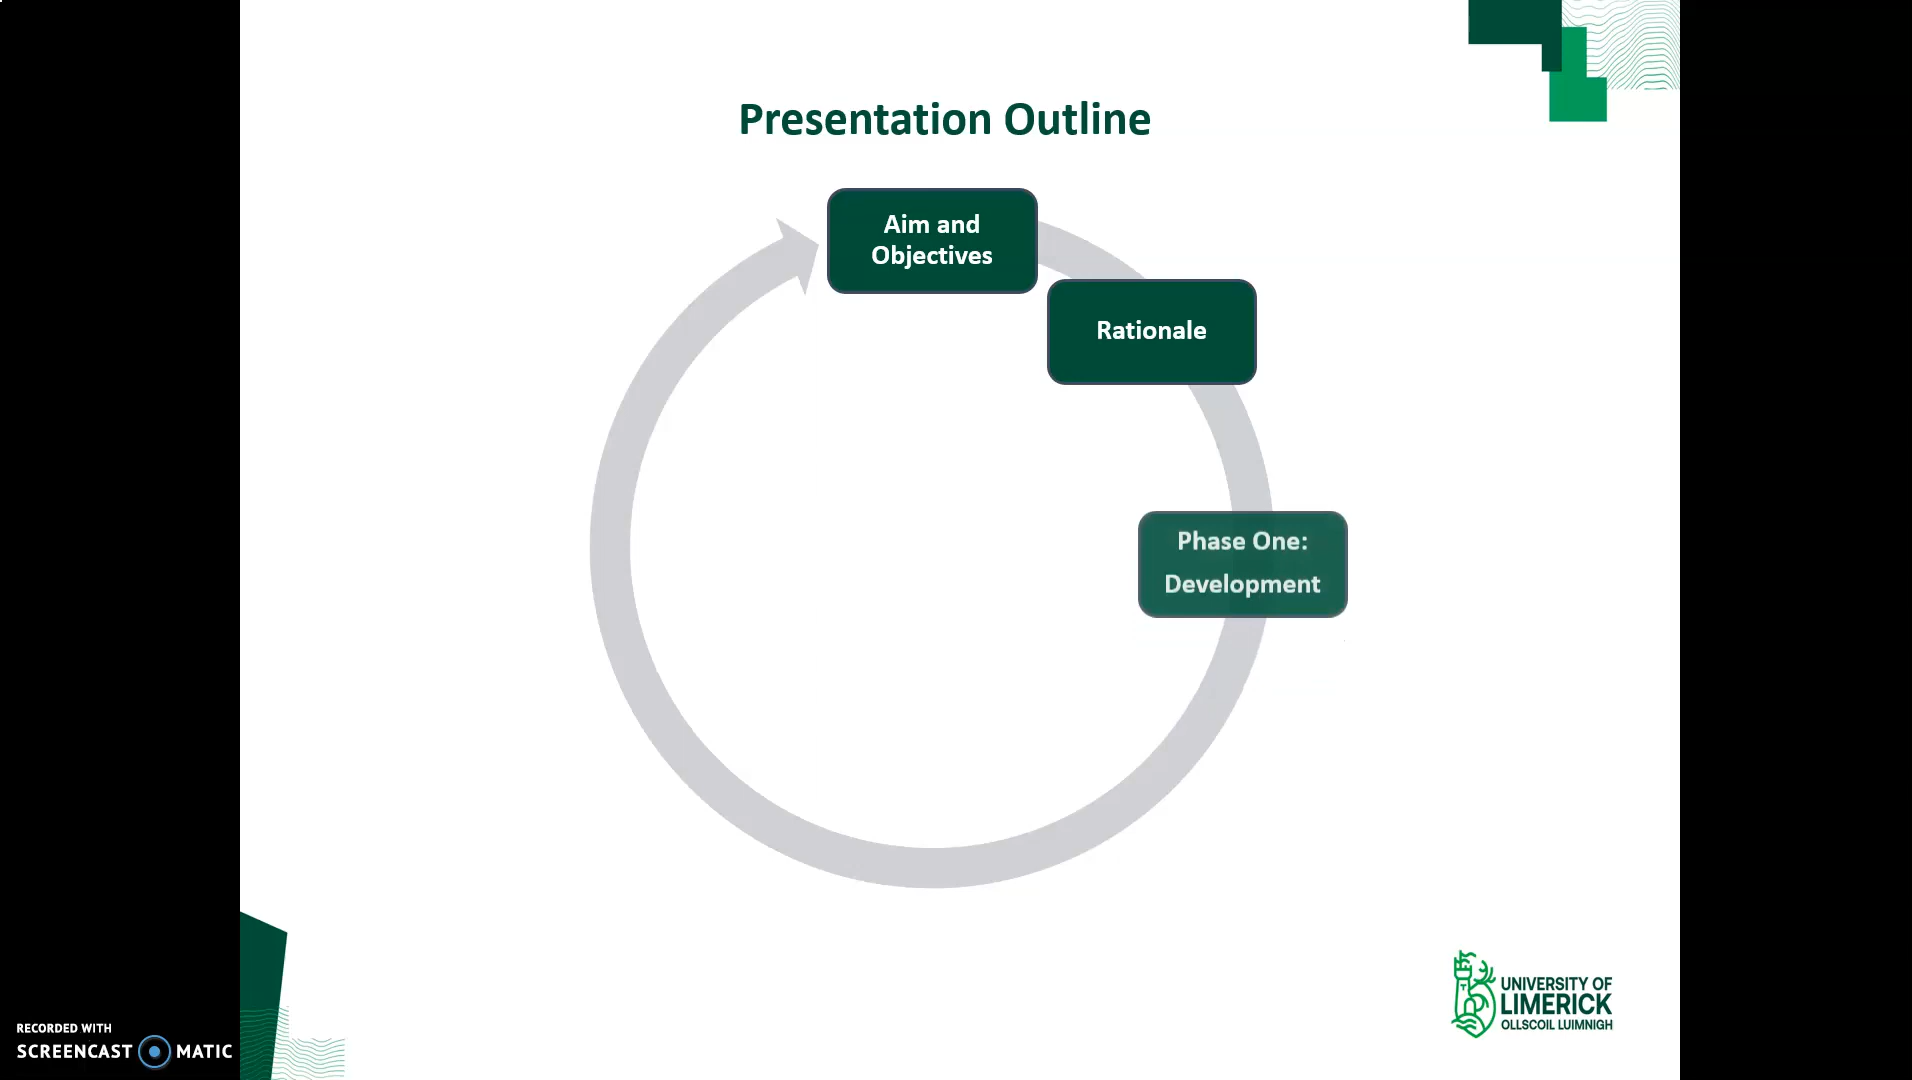 Presentation Outline
Aim and
Objectives
Rationale
Phase One:
Development
UNIVERSITY OF
LIMERICK
OLLSCOIL LUIMNIGH
RECORDED WITH
SCREENCAST MATIC